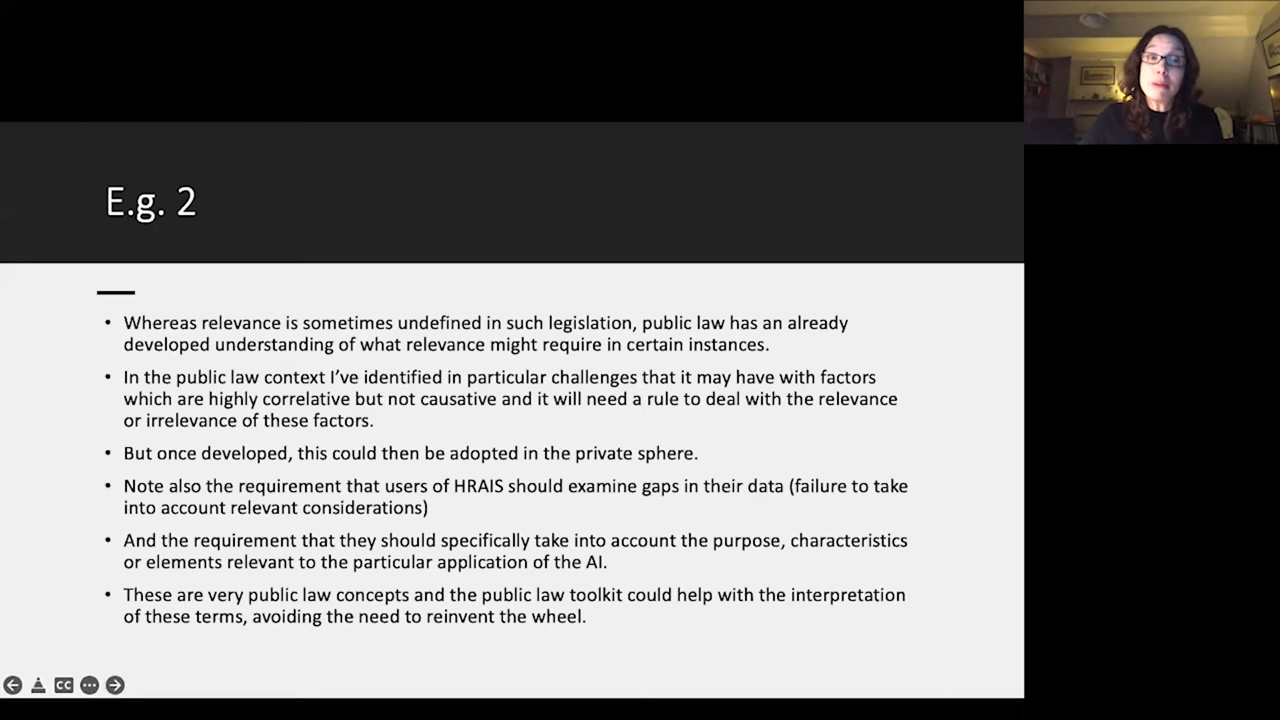 E.g. 2
• Whereas relevance is sometimes undefined in such legislation, public law has an already
developed understanding of what relevance might require in certain instances.
• In the public law context I’ve identified in particular challenges that it may have with factors
which are highly correlative but not causative and it will need a rule to deal with the relevance
or irrelevance of these factors.
• But once developed, this could then be adopted in the private sphere.
• Note also the requirement that users of HRAIS should examine gaps in their data (failure to take
into account relevant considerations)
• And the requirement that they should specifically take into account the purpose, characteristics
or elements relevant to the particular application of the AI.
• These are very public law concepts and the public law toolkit could help with the interpretation
of these terms, avoiding the need to reinvent the wheel.
CC